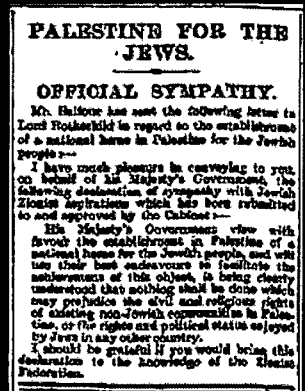 PALESTINE FOR THE
JEWS.
OFFICIAL SYMPATHY.
Mr. Balfour has sent the following letter to
Lord Rothschild in regard to the establishment
of a national home in Palestine for the Jewish
people:—
I have much pleasure in conveying to you,
on behalf of his Majesty's Government, the
following declaration of sympathy with Jewish
Zionist aspirations which has been submitted
to and approved by the Cabinet:—
His Majesty's Government view with
favour the establishment in Palestine of a
national home for the Jewish people, and will
use their best endeavours to facilitate the
achievement of this object, it being clearly
understood that nothing shall be done which
may prejudice the civil and religious rights
of existing non-Jewish communities in Pales-
tine, or the rights and political status enjoyed
by Jews in any other country.
I should be grateful if you would bring this
declaration to the knowledge of the Zionist
Federation.